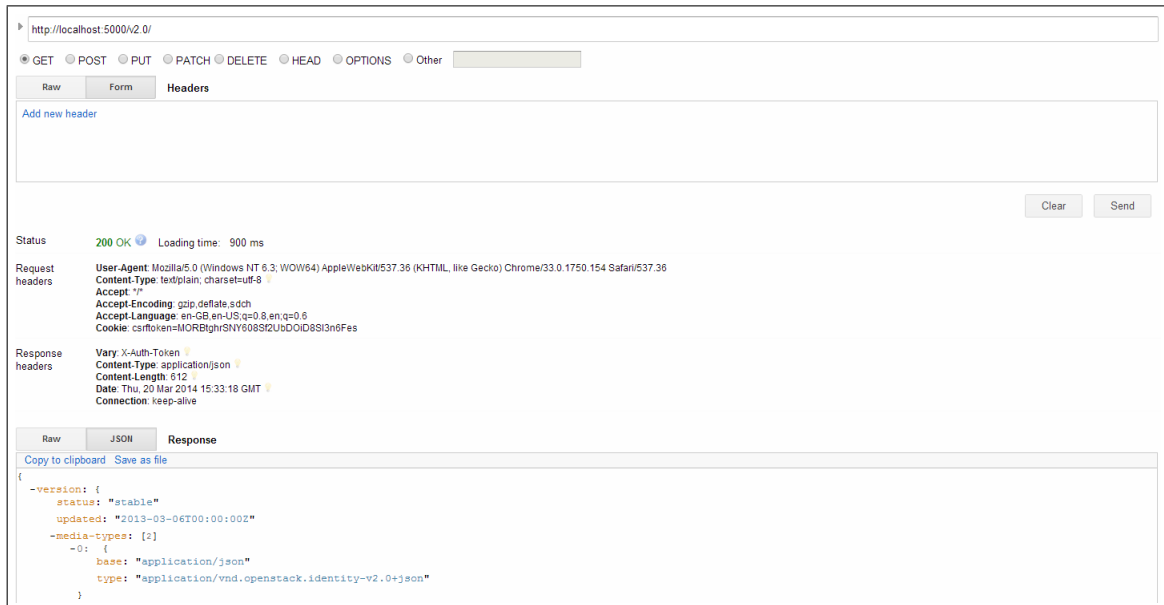 http://localhost:5000/v2.0/
GET POST PUT PATCH DELETE HEAD OPTIONS Other
Raw Form Headers
Add new header
Clear Send
Status 200 OK Loading time: 900 ms
Request headers
User-Agent: Mozilla/5.0 (Windows NT 6.3; WOW64) AppleWebKit/537.36 (KHTML, like Gecko) Chrome/33.0.1750.154 Safari/537.36
Content-Type: text/plain; charset=utf-8
Accept: */*
Accept-Encoding: gzip,deflate,sdch
Accept-Language: en-GB,en-US;q=0.8,en;q=0.6
Cookie: csrftoken=MORBtghrSNY608Sf2UbDOiD8SI3n6Fes
Response headers
Vary: X-Auth-Token
Content-Type: application/json
Content-Length: 612
Date: Thu, 20 Mar 2014 15:33:18 GMT
Connection: keep-alive
Raw JSON Response
Copy to clipboard Save as file
{
-version: {
status: "stable"
updated: "2013-03-06T00:00:00Z"
-media-types: [2]
-0: {
base: "application/json"
type: "application/vnd.openstack.identity-v2.0+json"
}